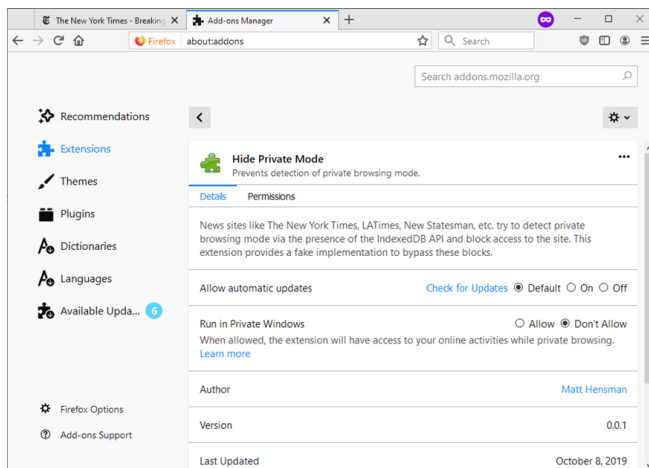 The New York Times - Breaking
Add-ons Manager
Firefox
about:addons
Search
Search addons.mozilla.org
Recommendations
Extensions
Themes
Plugins
Dictionaries
Languages
Available Upda... 6
Firefox Options
Add-ons Support
Hide Private Mode
Prevents detection of private browsing mode.
Details Permissions
News sites like The New York Times, LATimes, New Statesman, etc. try to detect private
browsing mode via the presence of the IndexedDB API and block access to the site. This
extension provides a fake implementation to bypass these blocks.
Allow automatic updates Check for Updates Default On Off
Run in Private Windows Allow Don't Allow
When allowed, the extension will have access to your online activities while private browsing.
Learn more
Author Matt Hensman
Version 0.0.1
Last Updated October 8, 2019